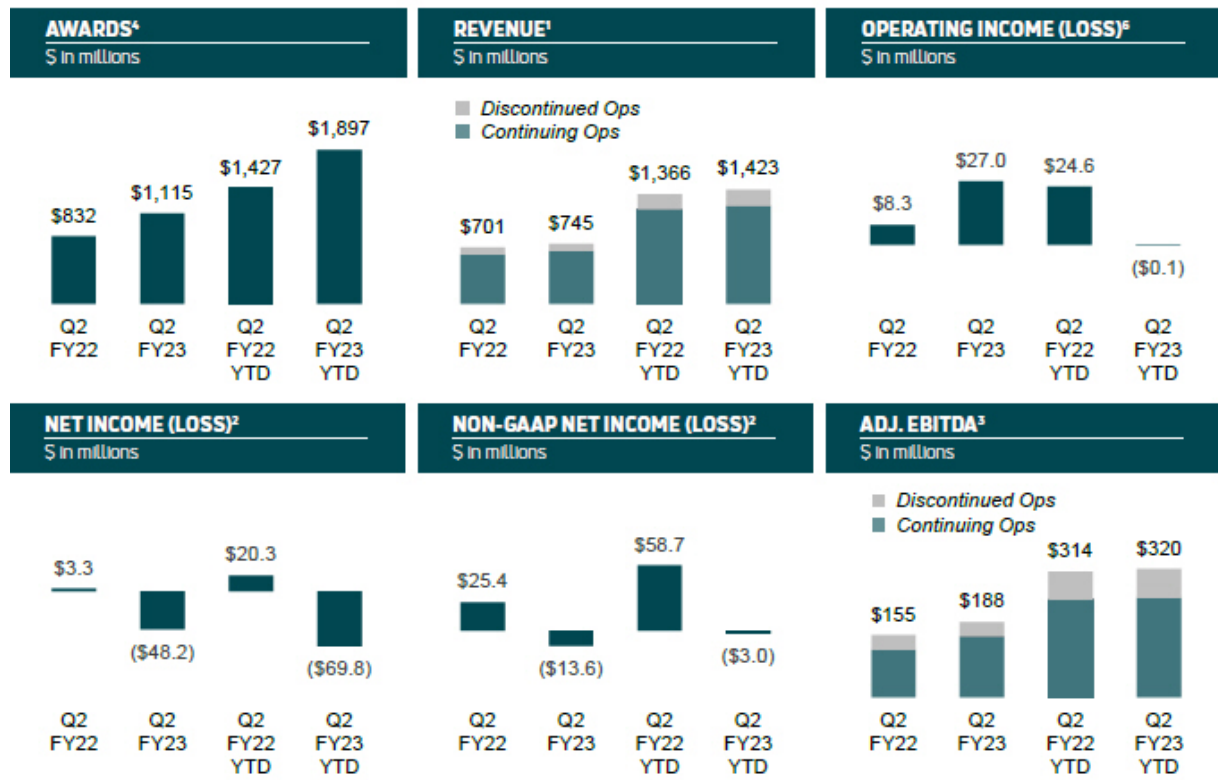 AWARDS⁴
$ in millions
$832
$1,115
$1,427
$1,897
Q2
FY22
Q2
FY23
Q2
FY22
YTD
Q2
FY23
YTD
REVENUE¹
$ in millions
Discontinued Ops
Continuing Ops
$701
$745
$1,366
$1,423
Q2
FY22
Q2
FY23
Q2
FY22
YTD
Q2
FY23
YTD
OPERATING INCOME (LOSS)⁶
$ in millions
$8.3
$27.0
$24.6
($0.1)
Q2
FY22
Q2
FY23
Q2
FY22
YTD
Q2
FY23
YTD
NET INCOME (LOSS)²
$ in millions
$3.3
($48.2)
$20.3
($69.8)
Q2
FY22
Q2
FY23
Q2
FY22
YTD
Q2
FY23
YTD
NON-GAAP NET INCOME (LOSS)²
$ in millions
$25.4
($13.6)
$58.7
($3.0)
Q2
FY22
Q2
FY23
Q2
FY22
YTD
Q2
FY23
YTD
ADJ. EBITDA³
$ in millions
Discontinued Ops
Continuing Ops
$155
$188
$314
$320
Q2
FY22
Q2
FY23
Q2
FY22
YTD
Q2
FY23
YTD